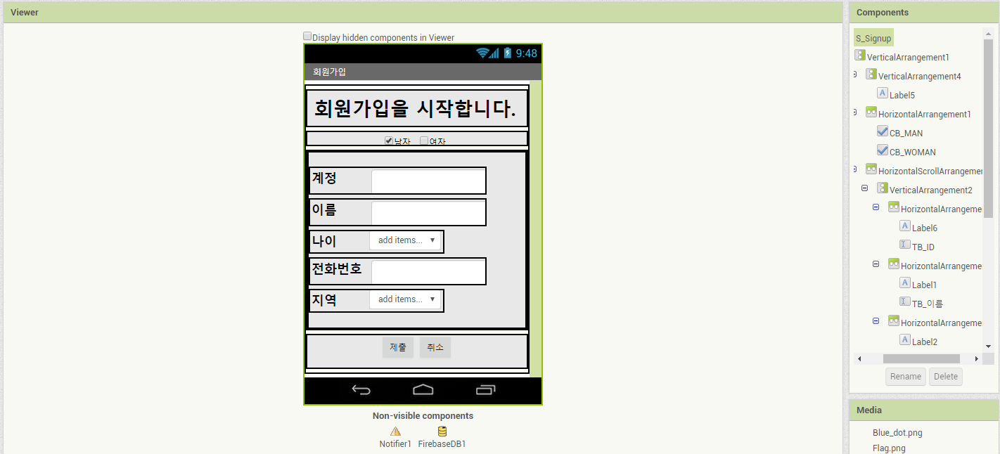 Viewer
Display hidden components in Viewer
9:48
회원가입
회원가입을 시작합니다.
남자 여자
계정
이름
나이 add items...
전화번호
지역 add items...
제출 취소
Non-visible components
Notifier1 FirebaseDB1
Components
S_Signup
VerticalArrangement1
VerticalArrangement4
Label5
HorizontalArrangement1
CB_MAN
CB_WOMAN
HorizontalScrollArrangemer
VerticalArrangement2
HorizontalArrangeme
Label6
TB_ID
HorizontalArrangeme
Label1
TB_이름
HorizontalArrangeme
Label2
Rename Delete
Media
Blue_dot.png
Flag.png